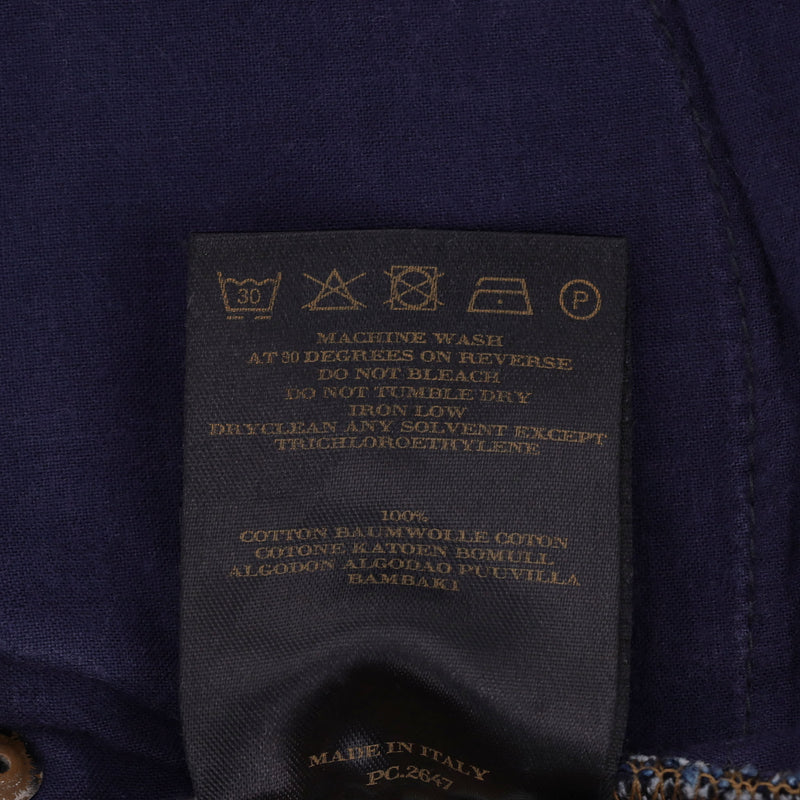 30
P
MACHINE WASH
AT 30 DEGREES ON REVERSE
DO NOT BLEACH
DO NOT TUMBLE DRY
IRON LOW
DRYCLEAN ANY SOLVENT EXCEPT
TRICHLOROETHYLENE
100%
COTTON BAUMWOLLE COTON
COTONE KATOEN BOMULL
ALGODON ALGODAO PUUVILLA
BAMBAKI
MADE IN ITALY
PC.2647